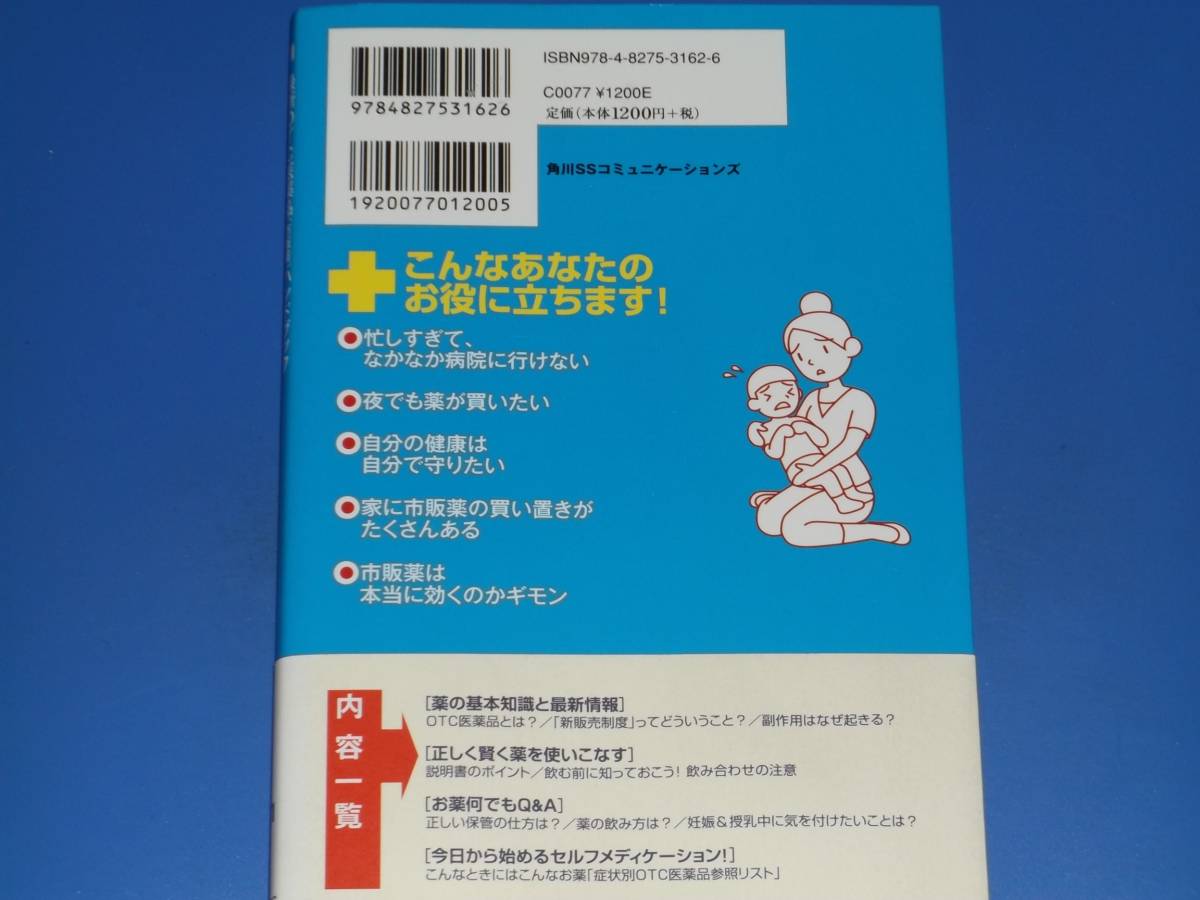 ISBN978-4-8275-3162-6
C0077 ¥1200E
定価(本体1200円+税)
9784827531626
角川SSコミュニケーションズ
1920077012005
こんなあなたの
お役に立ちます!
忙しすぎて、
なかなか病院に行けない
夜でも薬が買いたい
自分の健康は
自分で守りたい
家に市販薬の買い置きが
たくさんある
市販薬は
本当に効くのかギモン
内容一覧
[薬の基本知識と最新情報]
OTC医薬品とは?/「新販売制度」ってどういうこと?/副作用はなぜ起きる?
[正しく賢く薬を使いこなす]
説明書のポイント/飲む前に知っておこう! 飲み合わせの注意
[お薬何でもQ&A]
正しい保管の仕方は?/薬の飲み方は?/妊娠&授乳中に気を付けたいことは?
[今日から始めるセルフメディケーション!]
こんなときにはこんなお薬「症状別OTC医薬品参照リスト」